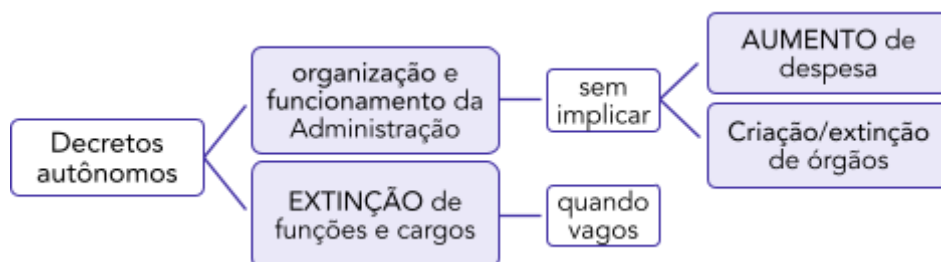 Decretos
autônomos
organização e
funcionamento da
Administração
sem
implicar
AUMENTO de
despesa
Criação/extinção
de órgãos
EXTINÇÃO de
funções e cargos
quando
vagos